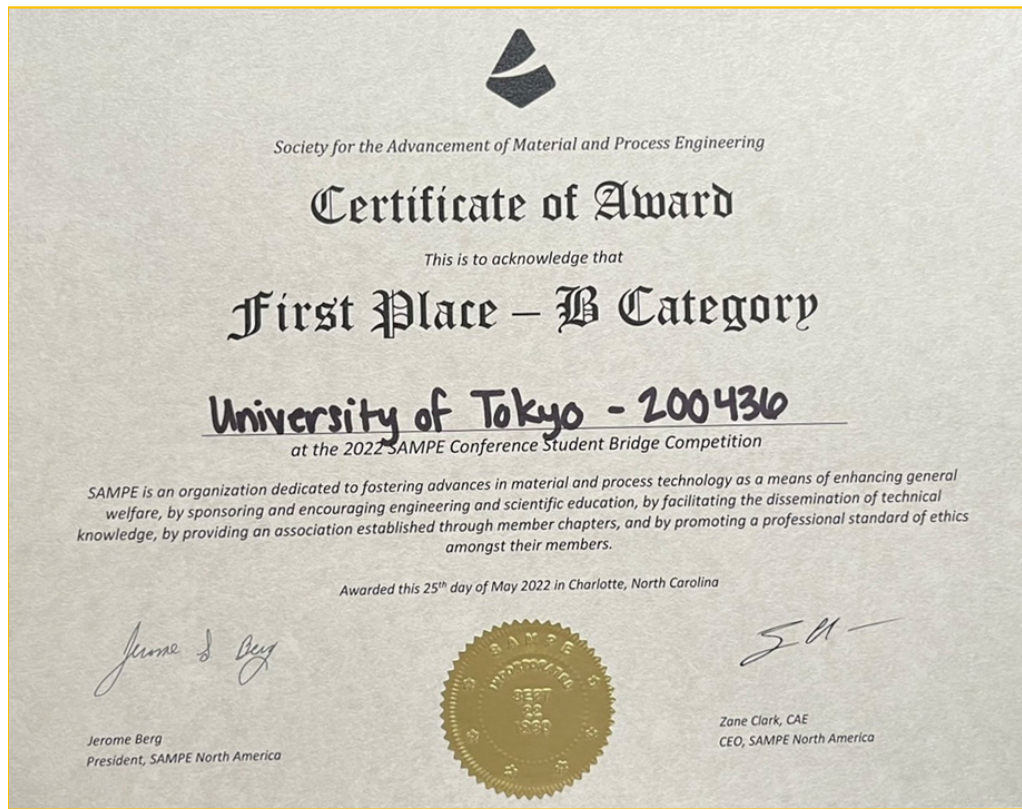 Society for the Advancement of Material and Process Engineering
Certificate of Award
This is to acknowledge that
First Place – B Category
University of Tokyo - 200436
at the 2022 SAMPE Conference Student Bridge Competition
SAMPE is an organization dedicated to fostering advances in material and process technology as a means of enhancing general
welfare, by sponsoring and encouraging engineering and scientific education, by facilitating the dissemination of technical
knowledge, by providing an association established through member chapters, and by promoting a professional standard of ethics
amongst their members.
Awarded this 25th day of May 2022 in Charlotte, North Carolina
Jerome S Berg
SAMPE
INCORPORATED
SEPT
22
Jerome Berg
President, SAMPE North America
Zane Clark, CAE
CEO, SAMPE North America